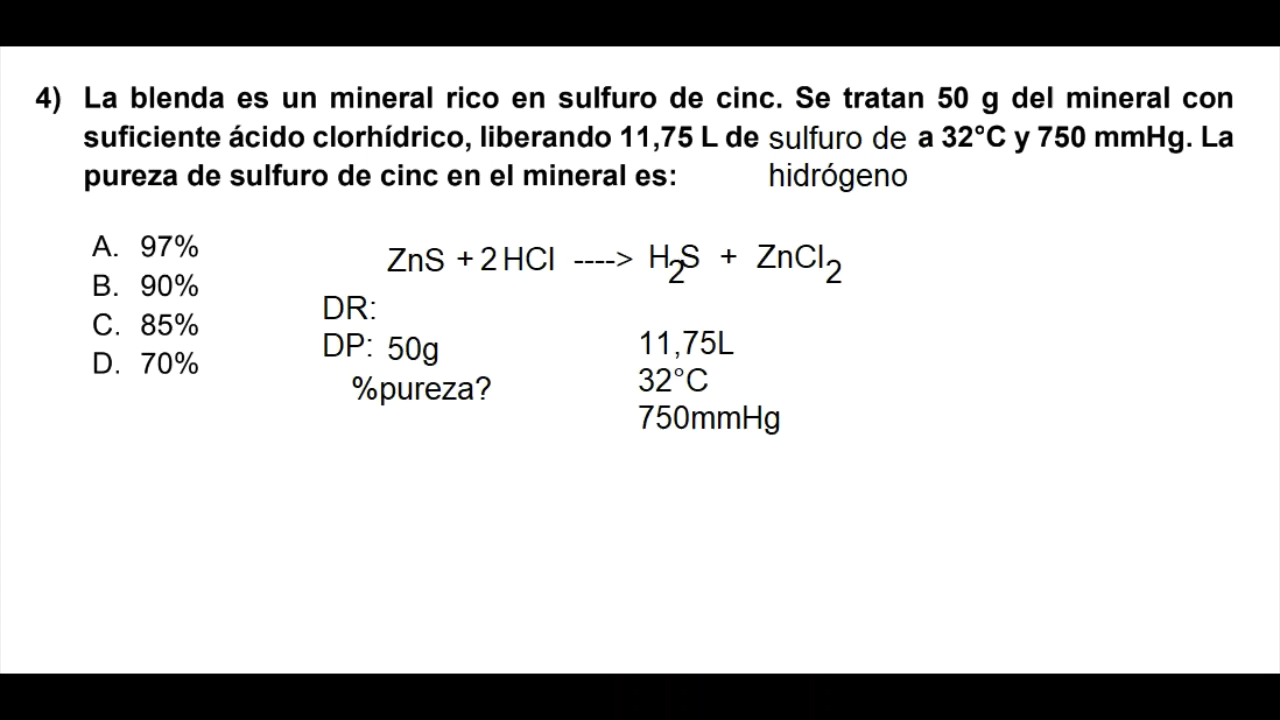 4) La blenda es un mineral rico en sulfuro de cinc. Se tratan 50 g del mineral con
suficiente ácido clorhídrico, liberando 11,75 L de sulfuro de a 32°C y 750 mmHg. La
pureza de sulfuro de cinc en el mineral es: hidrógeno
A. 97%
B. 90%
C. 85%
D. 70%
ZnS + 2 HCl ----> H2S + ZnCl2
DR:
DP: 50g 11,75L
%pureza? 32°C
750mmHg